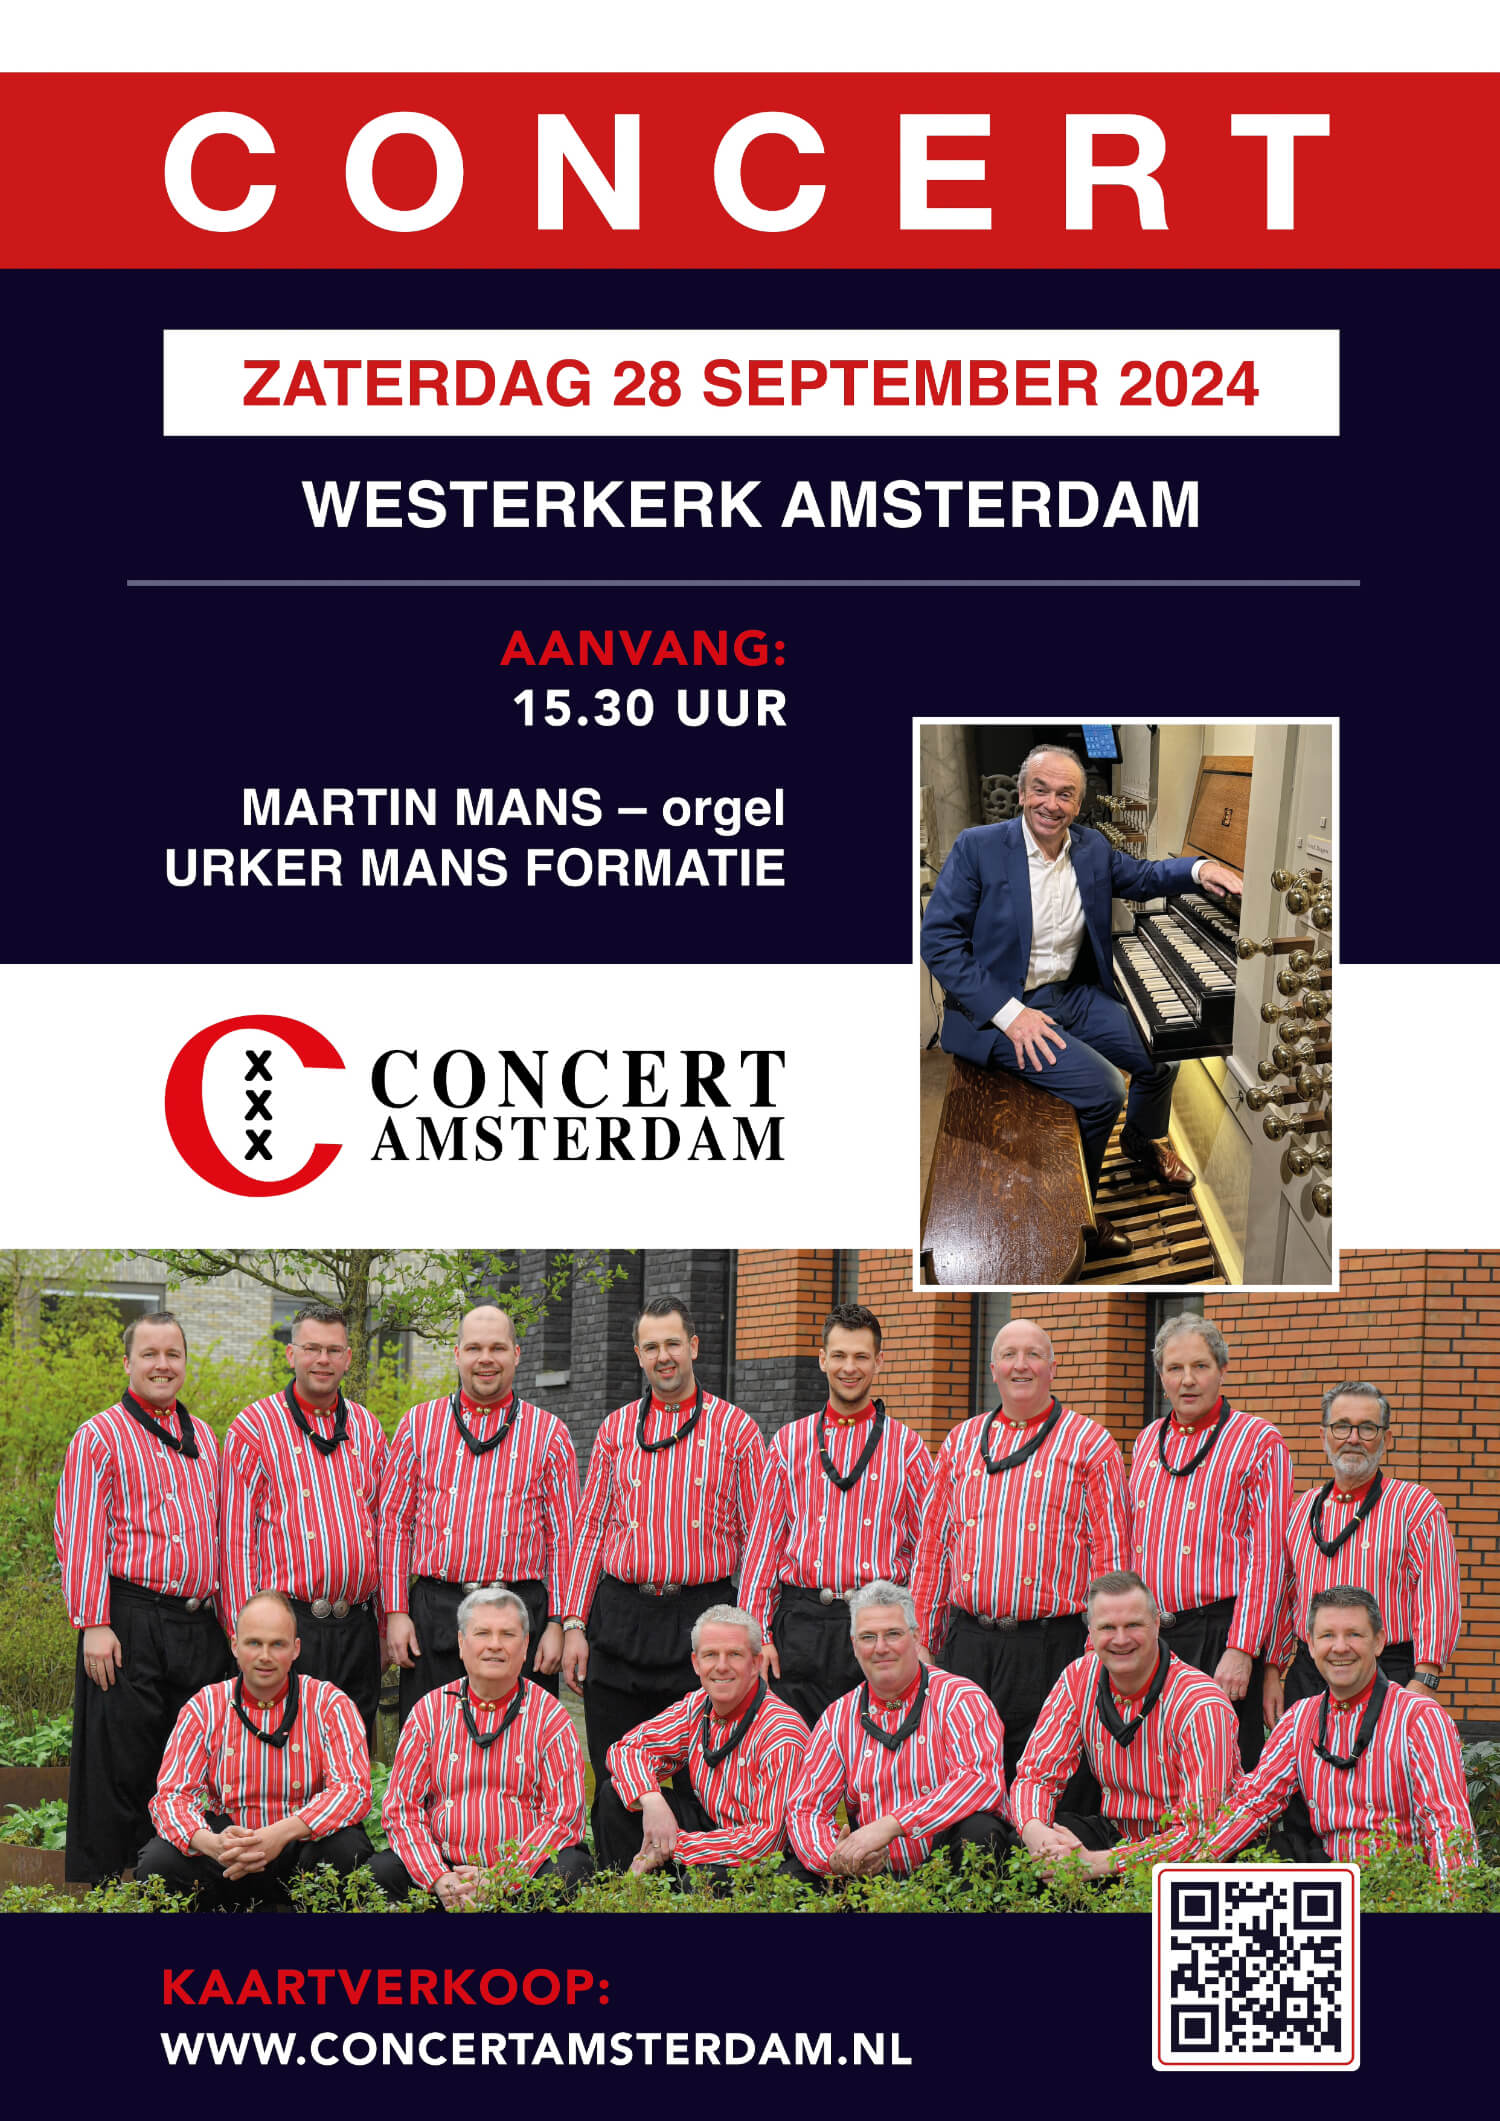 CONCERT
ZATERDAG 28 SEPTEMBER 2024
WESTERKERK AMSTERDAM
AANVANG:
15.30 UUR
MARTIN MANS – orgel
URKER MANS FORMATIE
x
x
x
CONCERT
AMSTERDAM
KAARTVERKOOP:
WWW.CONCERTAMSTERDAM.NL